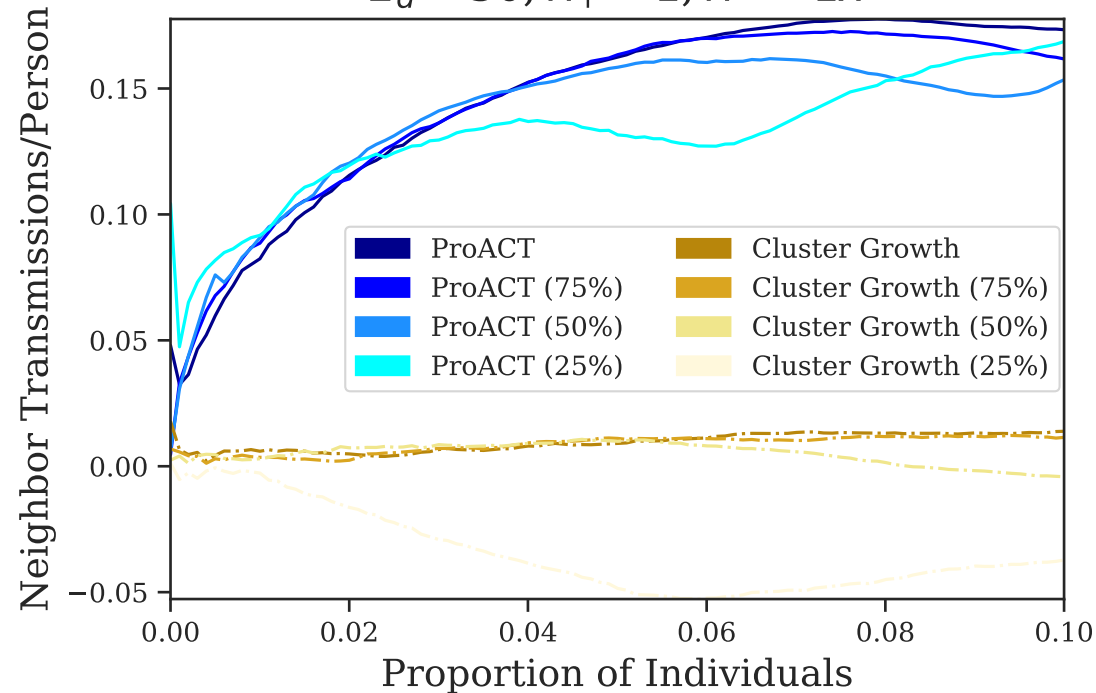 Neighbor Transmissions/Person
0.15
0.10
0.05
0.00
−0.05
ProACT
ProACT (75%)
ProACT (50%)
ProACT (25%)
Cluster Growth
Cluster Growth (75%)
Cluster Growth (50%)
Cluster Growth (25%)
0.00 0.02 0.04 0.06 0.08 0.10
Proportion of Individuals